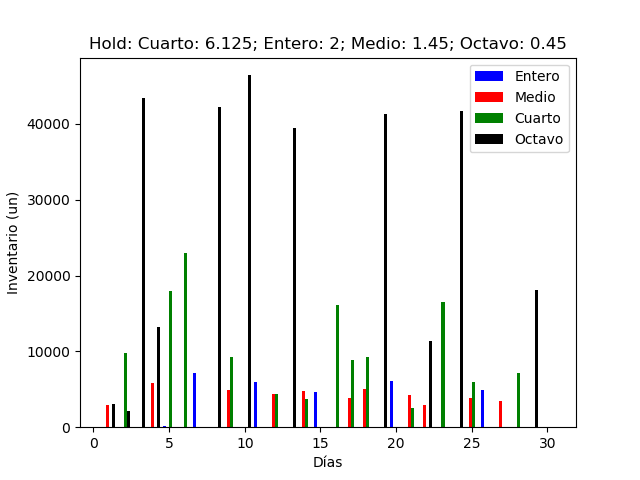 Hold: Cuarto: 6.125; Entero: 2; Medio: 1.45; Octavo: 0.45
Entero
Medio
Cuarto
Octavo
Inventario (un)
40000
30000
20000
10000
0
0 5 10 15 20 25 30
Días